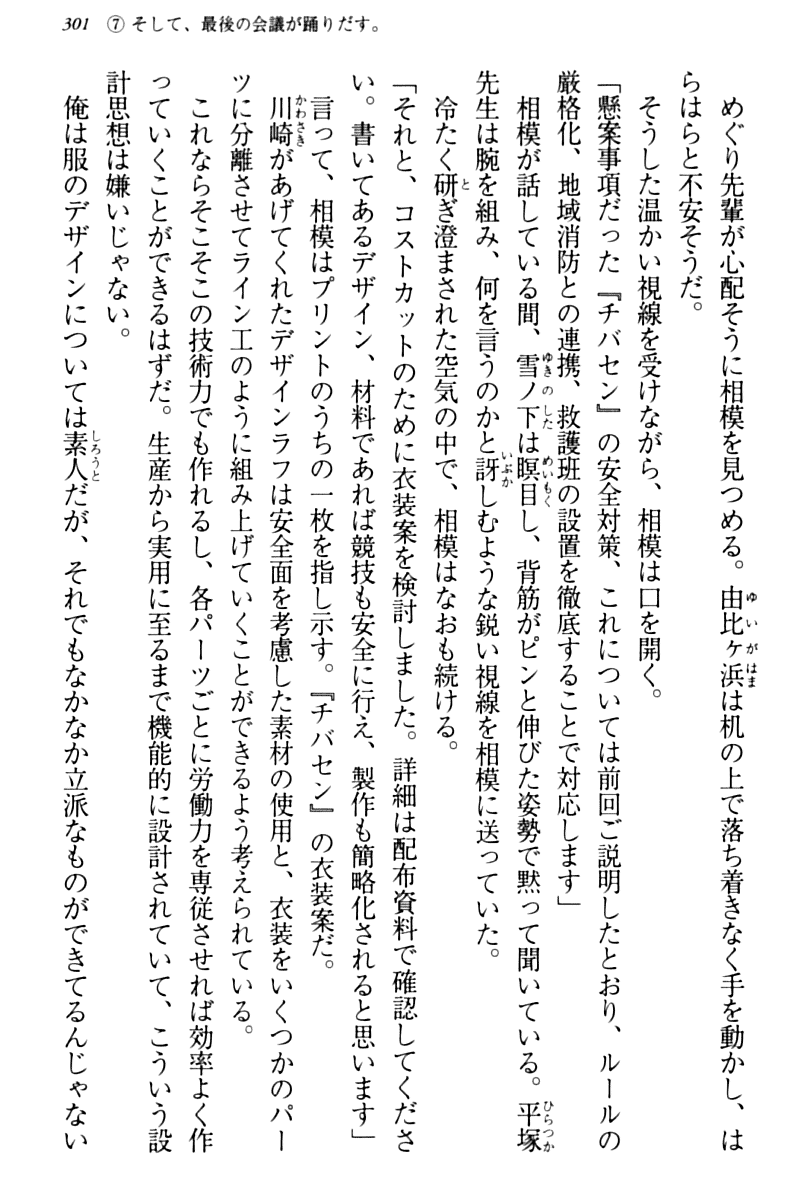 301 ⑦ そして、最後の会議が踊りだす。
めぐり先輩が心配そうに相模を見つめる。由比ヶ浜は机の上で落ち着きなく手を動かし、は
らはらと不安そうだ。
そうした温かい視線を受けながら、相模は口を開く。
「懸案事項だった『チバセン』の安全対策、これについては前回ご説明したとおり、ルールの
厳格化、地域消防との連携、救護班の設置を徹底することで対応します」
相模が話している間、雪ノ下は瞑目し、背筋がピンと伸びた姿勢で黙って聞いている。平塚
先生は腕を組み、何を言うのかと訝しむような鋭い視線を相模に送っていた。
冷たく研ぎ澄まされた空気の中で、相模はなおも続ける。
「それと、コストカットのために衣装案を検討しました。詳細は配布資料で確認してくださ
い。書いてあるデザイン、材料であれば競技も安全に行え、製作も簡略化されると思います」
言って、相模はプリントのうちの一枚を指し示す。『チバセン』の衣装案だ。
川崎があげてくれたデザインラフは安全面を考慮した素材の使用と、衣装をいくつかのパー
ツに分離させてライン工のように組み上げていくことができるよう考えられている。
これならそこそこの技術力でも作れるし、各パーツごとに労働力を専従させれば効率よく作
っていくことができるはずだ。生産から実用に至るまで機能的に設計されていて、こういう設
計思想は嫌いじゃない。
俺は服のデザインについては素人だが、それでもなかなか立派なものができてるんじゃない